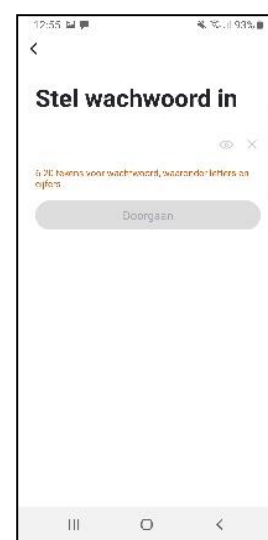 12:55
93%
Stel wachwoord in
6-20 tekens voor wachtwoord, waaronder letters en
cijfers
Doorgaan